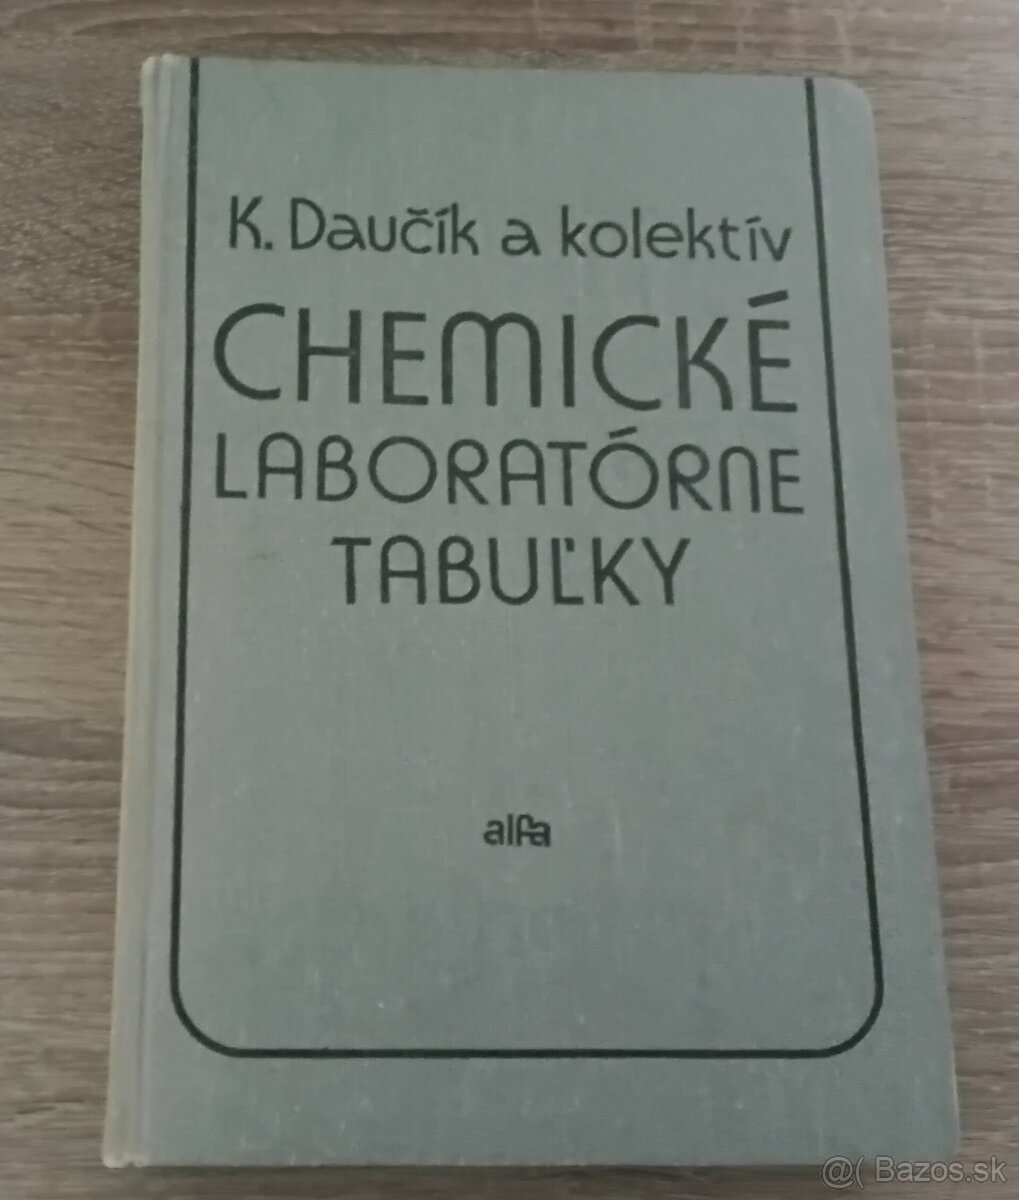 K. Daučík a kolektív
CHEMICKÉ
LABORATÓRNE
TABUĽKY
alfa
@( Bazos.sk